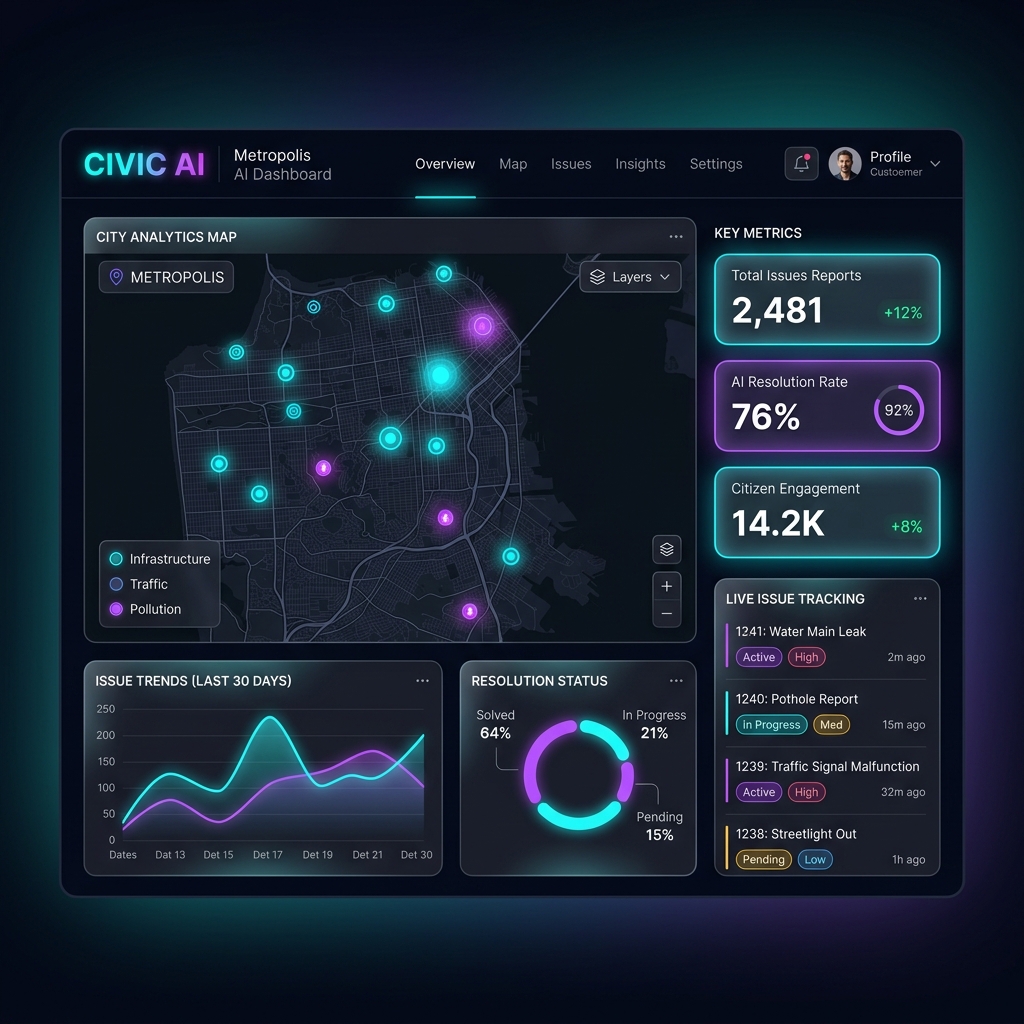 CIVIC AI
Metropolis
AI Dashboard
Overview
Map
Issues
Insights
Settings
Profile
Custoemer
CITY ANALYTICS MAP
METROPOLIS
Layers
Infrastructure
Traffic
Pollution
KEY METRICS
Total Issues Reports
2,481
+12%
AI Resolution Rate
76%
92%
Citizen Engagement
14.2K
+8%
ISSUE TRENDS (LAST 30 DAYS)
250
200
150
100
50
0
Dates
Dat 13
Det 15
Det 17
Det 19
Det 21
Det 30
RESOLUTION STATUS
Solved
64%
In Progress
21%
Pending
15%
LIVE ISSUE TRACKING
1241: Water Main Leak
Active
High
2m ago
1240: Pothole Report
in Progress
Med
15m ago
1239: Traffic Signal Malfunction
Active
High
32m ago
1238: Streetlight Out
Pending
Low
1h ago